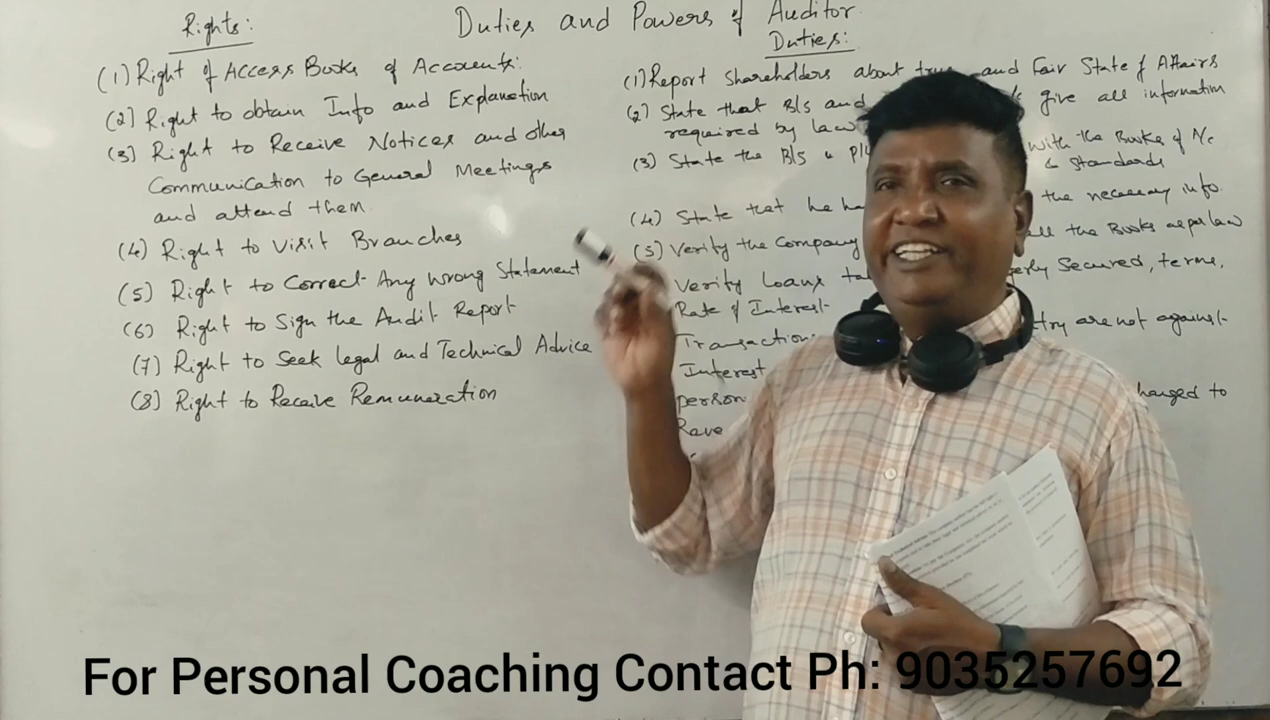 Duties and Powers of Auditor
Rights:
(1) Right of Access Books of Accounts:
(2) Right to obtain Info and Explanation
(3) Right to Receive Notices and other
Communication to General Meetings
and attend them
(4) Right to Visit Branches
(5) Right to Correct Any Wrong Statement
(6) Right to Sign the Audit Report
(7) Right to Seek legal and Technical Advice
(8) Right to Receive Remuneration
Duties:
(1) Report Shareholders about and Fair State of Affairs
(2) State that B/S and give all information
required by law
(3) State the B/S with the Books of A/c
& Standards
(4) State that he the necessary info.
(5) Verify the Company all the Books as per law
Verify Loans Secured, terms,
Rate of Interest
are not against
Interest
person to
For Personal Coaching Contact Ph: 9035257692